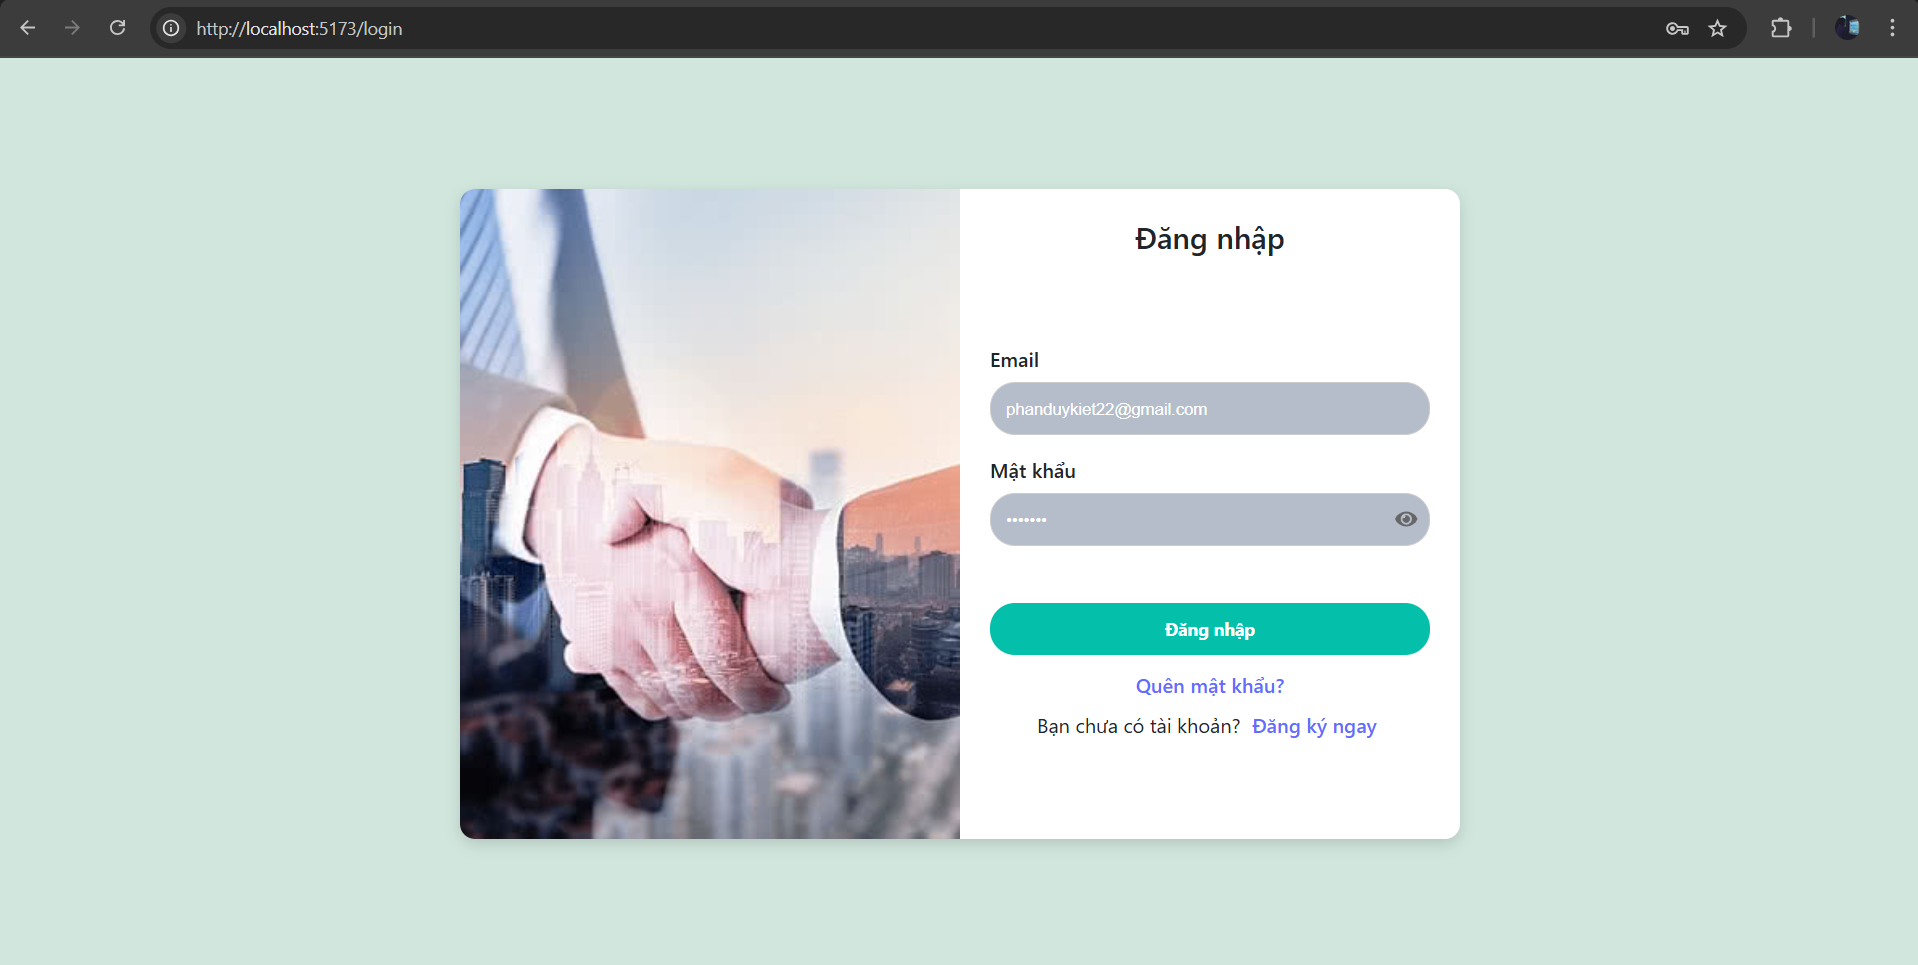 http://localhost:5173/login
Đăng nhập
Email
phanduykiet22@gmail.com
Mật khẩu
•••••••
Đăng nhập
Quên mật khẩu?
Bạn chưa có tài khoản? Đăng ký ngay